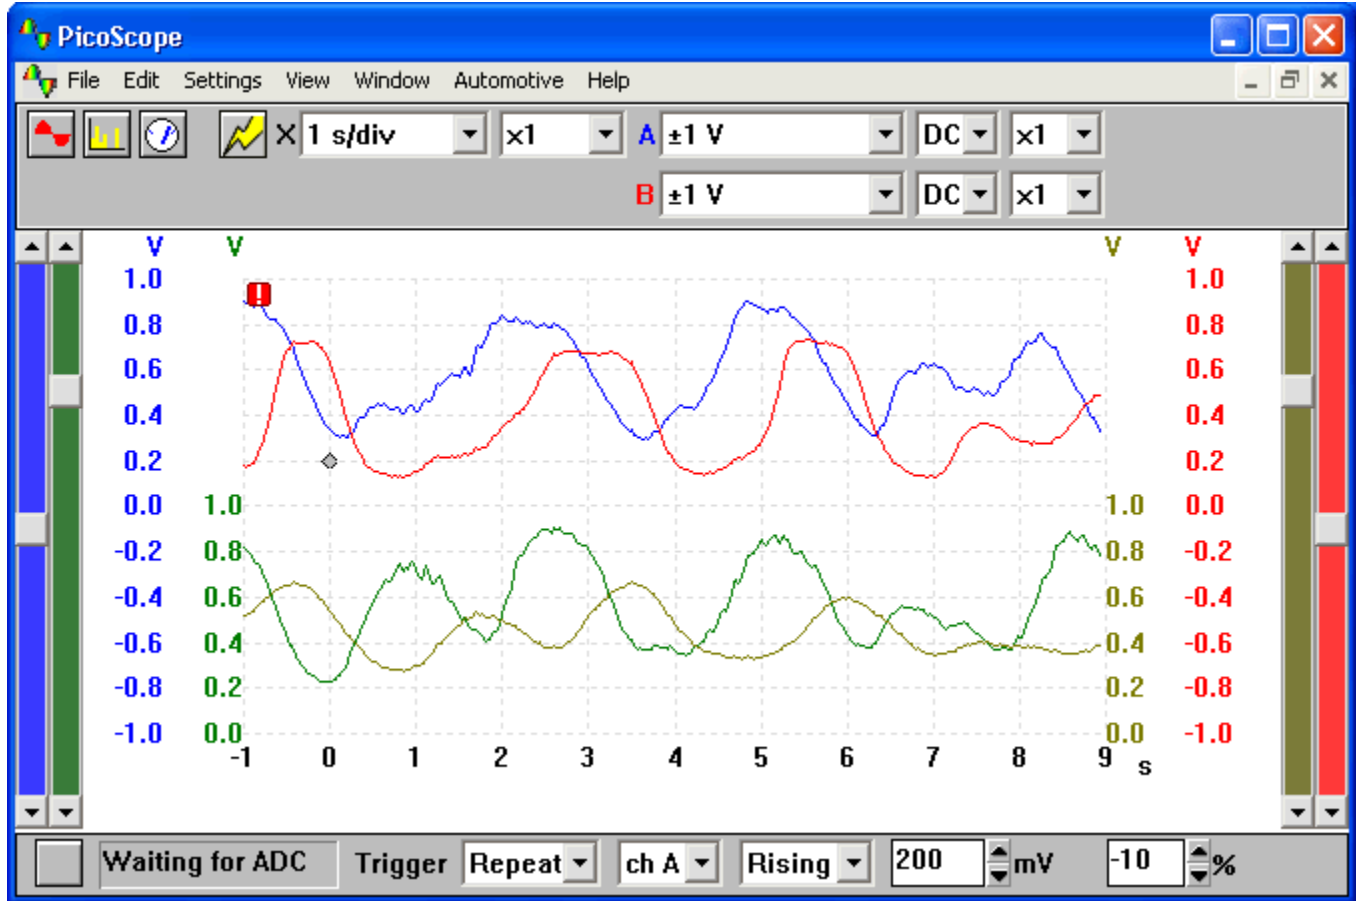 PicoScope
File Edit Settings View Window Automotive Help
X 1 s/div x1 A ±1 V DC x1
B ±1 V DC x1
V V V V
1.0 1.0
0.8 0.8
0.6 0.6
0.4 0.4
0.2 0.2
0.0 1.0 1.0 0.0
-0.2 0.8 0.8 -0.2
-0.4 0.6 0.6 -0.4
-0.6 0.4 0.4 -0.6
-0.8 0.2 0.2 -0.8
-1.0 0.0 0.0 -1.0
-1 0 1 2 3 4 5 6 7 8 9 s
Waiting for ADC Trigger Repeat ch A Rising 200 mV -10 %